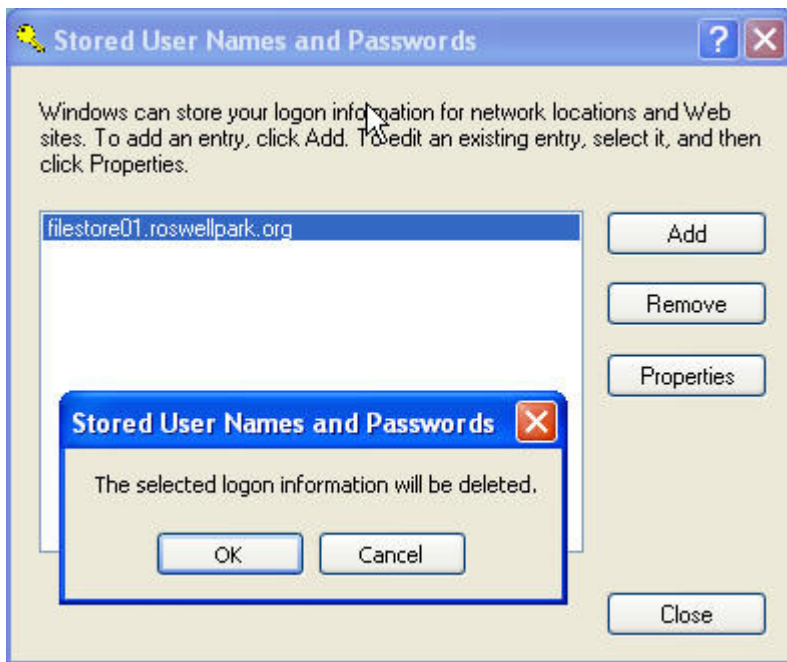 Stored User Names and Passwords
Windows can store your logon information for network locations and Web
sites. To add an entry, click Add. To edit an existing entry, select it, and then
click Properties.
filestore01.roswellpark.org
Add
Remove
Properties
Stored User Names and Passwords
The selected logon information will be deleted.
OK
Cancel
Close